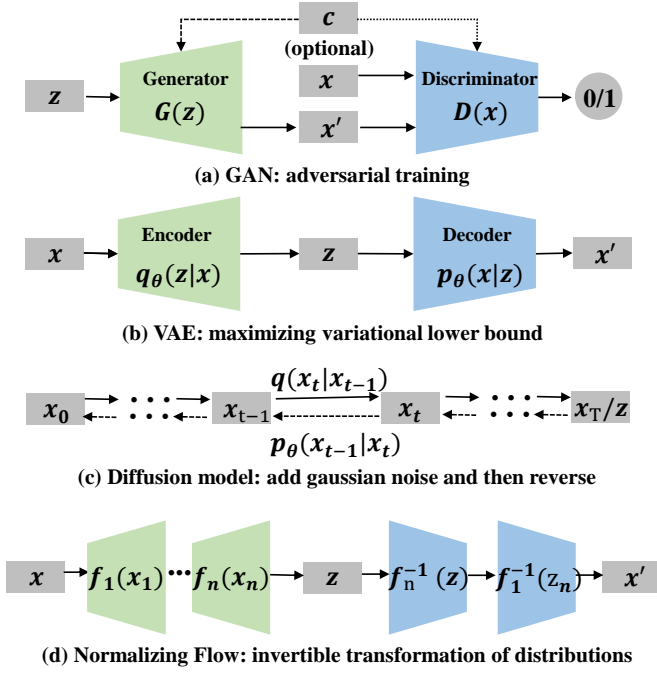 c
(optional)
z
Generator
G(z)
x
x′
Discriminator
D(x)
0/1
(a) GAN: adversarial training
x
Encoder
qθ(z|x)
z
Decoder
pθ(x|z)
x′
(b) VAE: maximizing variational lower bound
q(xt|xt−1)
x0 ··· xt−1 xt ··· xT/z
pθ(xt−1|xt)
(c) Diffusion model: add gaussian noise and then reverse
x f1(x1) ··· fn(xn) z fn−1 (z) f1−1(zn) x′
(d) Normalizing Flow: invertible transformation of distributions